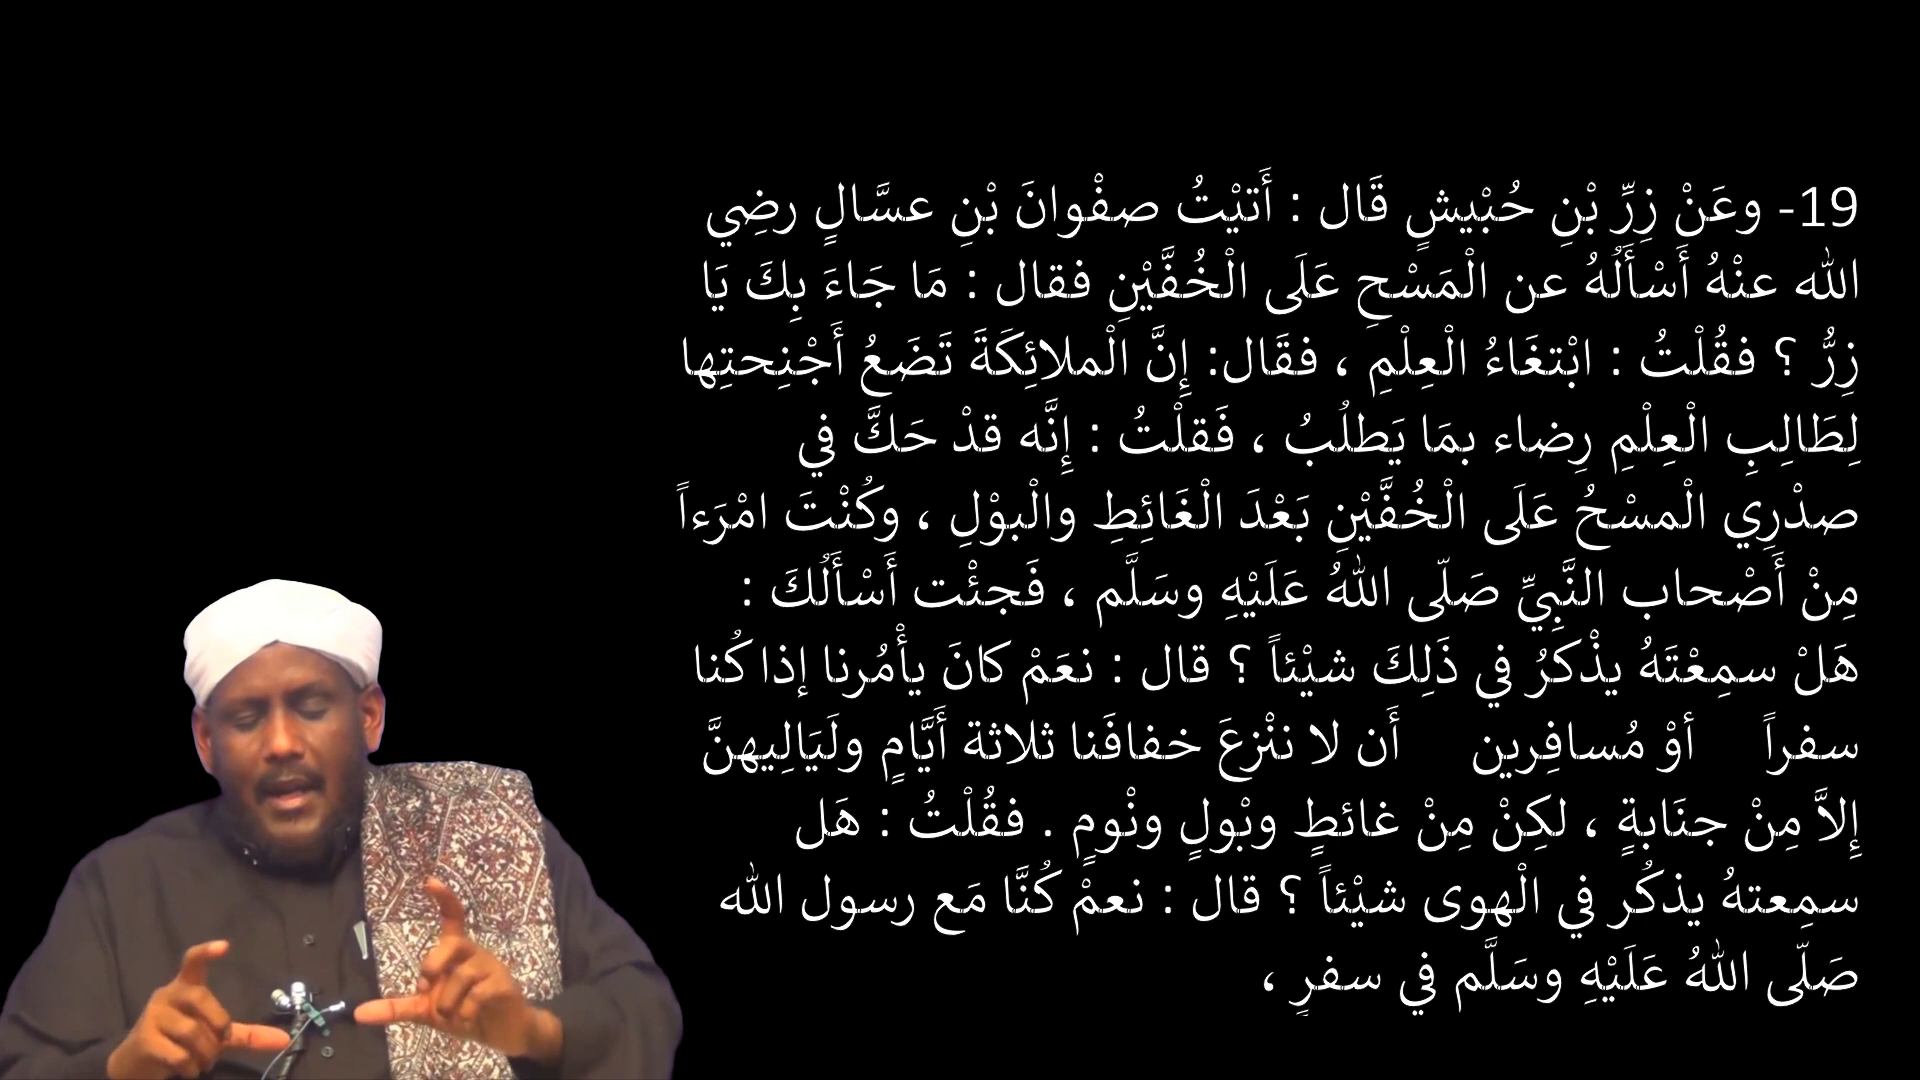 19- وعَنْ زِرِّ بْنِ حُبْيشٍ قَال : أَتيْتُ صفْوانَ بْنِ عسَّالٍ رضِي
الله عنْهُ أَسْأَلُهُ عن الْمَسْحِ عَلَى الْخُفَّيْنِ فقال : مَا جَاءَ بِكَ يَا
زِرُّ ؟ فقُلْتُ : ابْتغَاءُ الْعِلْمِ ، فقَال: إِنَّ الْملائِكَةَ تَضَعُ أَجْنِحتِها
لِطَالِبِ الْعِلْمِ رِضاء بمَا يَطلُبُ ، فَقلْتُ : إِنَّه قدْ حَكَّ في
صدْرِي الْمسْحُ عَلَى الْخُفَّيْنِ بَعْدَ الْغَائِطِ والْبوْلِ ، وكُنْتَ امْرَءاً
مِنْ أَصْحاب النَّبِيِّ صَلّى اللهُ عَلَيْهِ وسَلَّم ، فَجئْت أَسْأَلُكَ :
هَلْ سمِعْتَهُ يذْكرُ في ذَلِكَ شيْئاً ؟ قال : نعَمْ كانَ يأْمُرنا إذا كُنا
سفراً أوْ مُسافِرين أَن لا ننْزعَ خفافَنا ثلاثة أَيَّامٍ ولَيَالِيهنَّ
إِلاَّ مِنْ جنَابةٍ ، لكِنْ مِنْ غائطٍ وبْولٍ ونْومٍ . فقُلْتُ : هَل
سمِعتهُ يذكُر في الْهوى شيْئاً ؟ قال : نعمْ كُنَّا مَع رسول الله
صَلّى اللهُ عَلَيْهِ وسَلَّم في سفرٍ ،